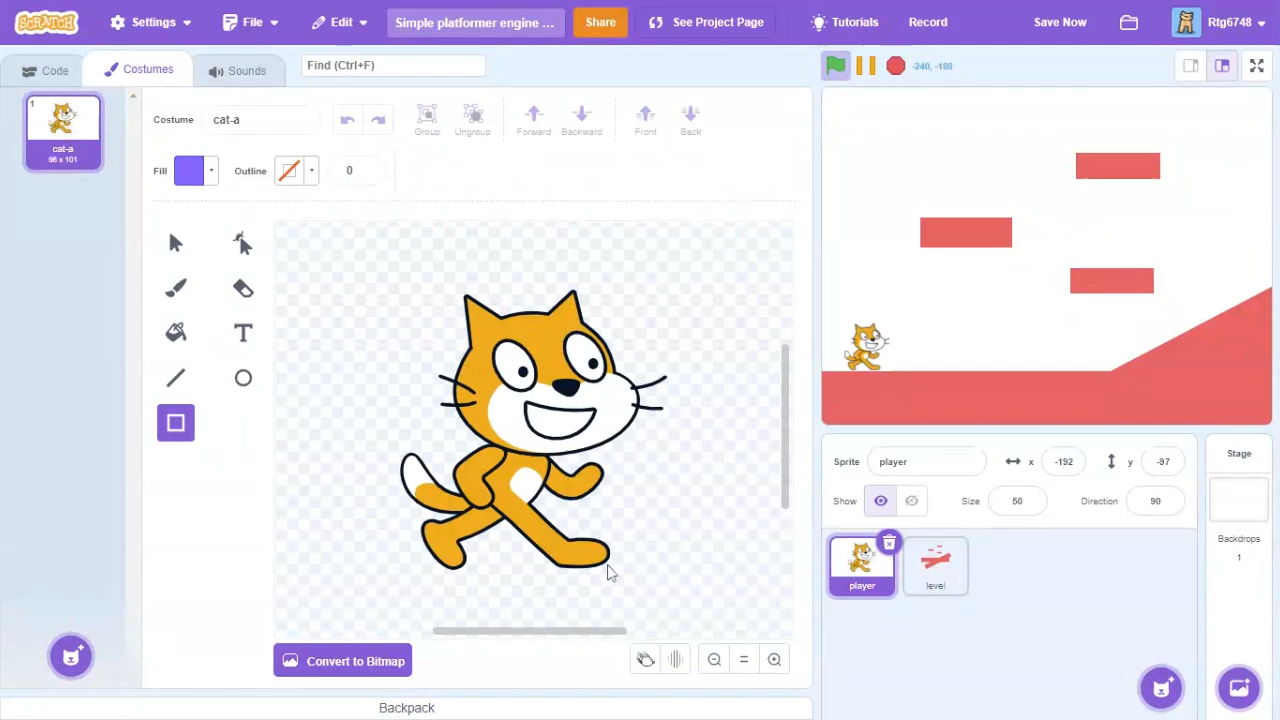 SCRATCH Settings File Edit Simple platformer engine ... Share See Project Page Tutorials Record Save Now Rtg6748
Code Costumes Sounds Find (Ctrl+F) -240, -180
1
cat-a
96 x 101
Costume cat-a Group Ungroup Forward Backward Front Back
Fill Outline 0
Convert to Bitmap
Backpack
Sprite player x -192 y -97
Show Size 50 Direction 90
player level
Stage
Backdrops
1